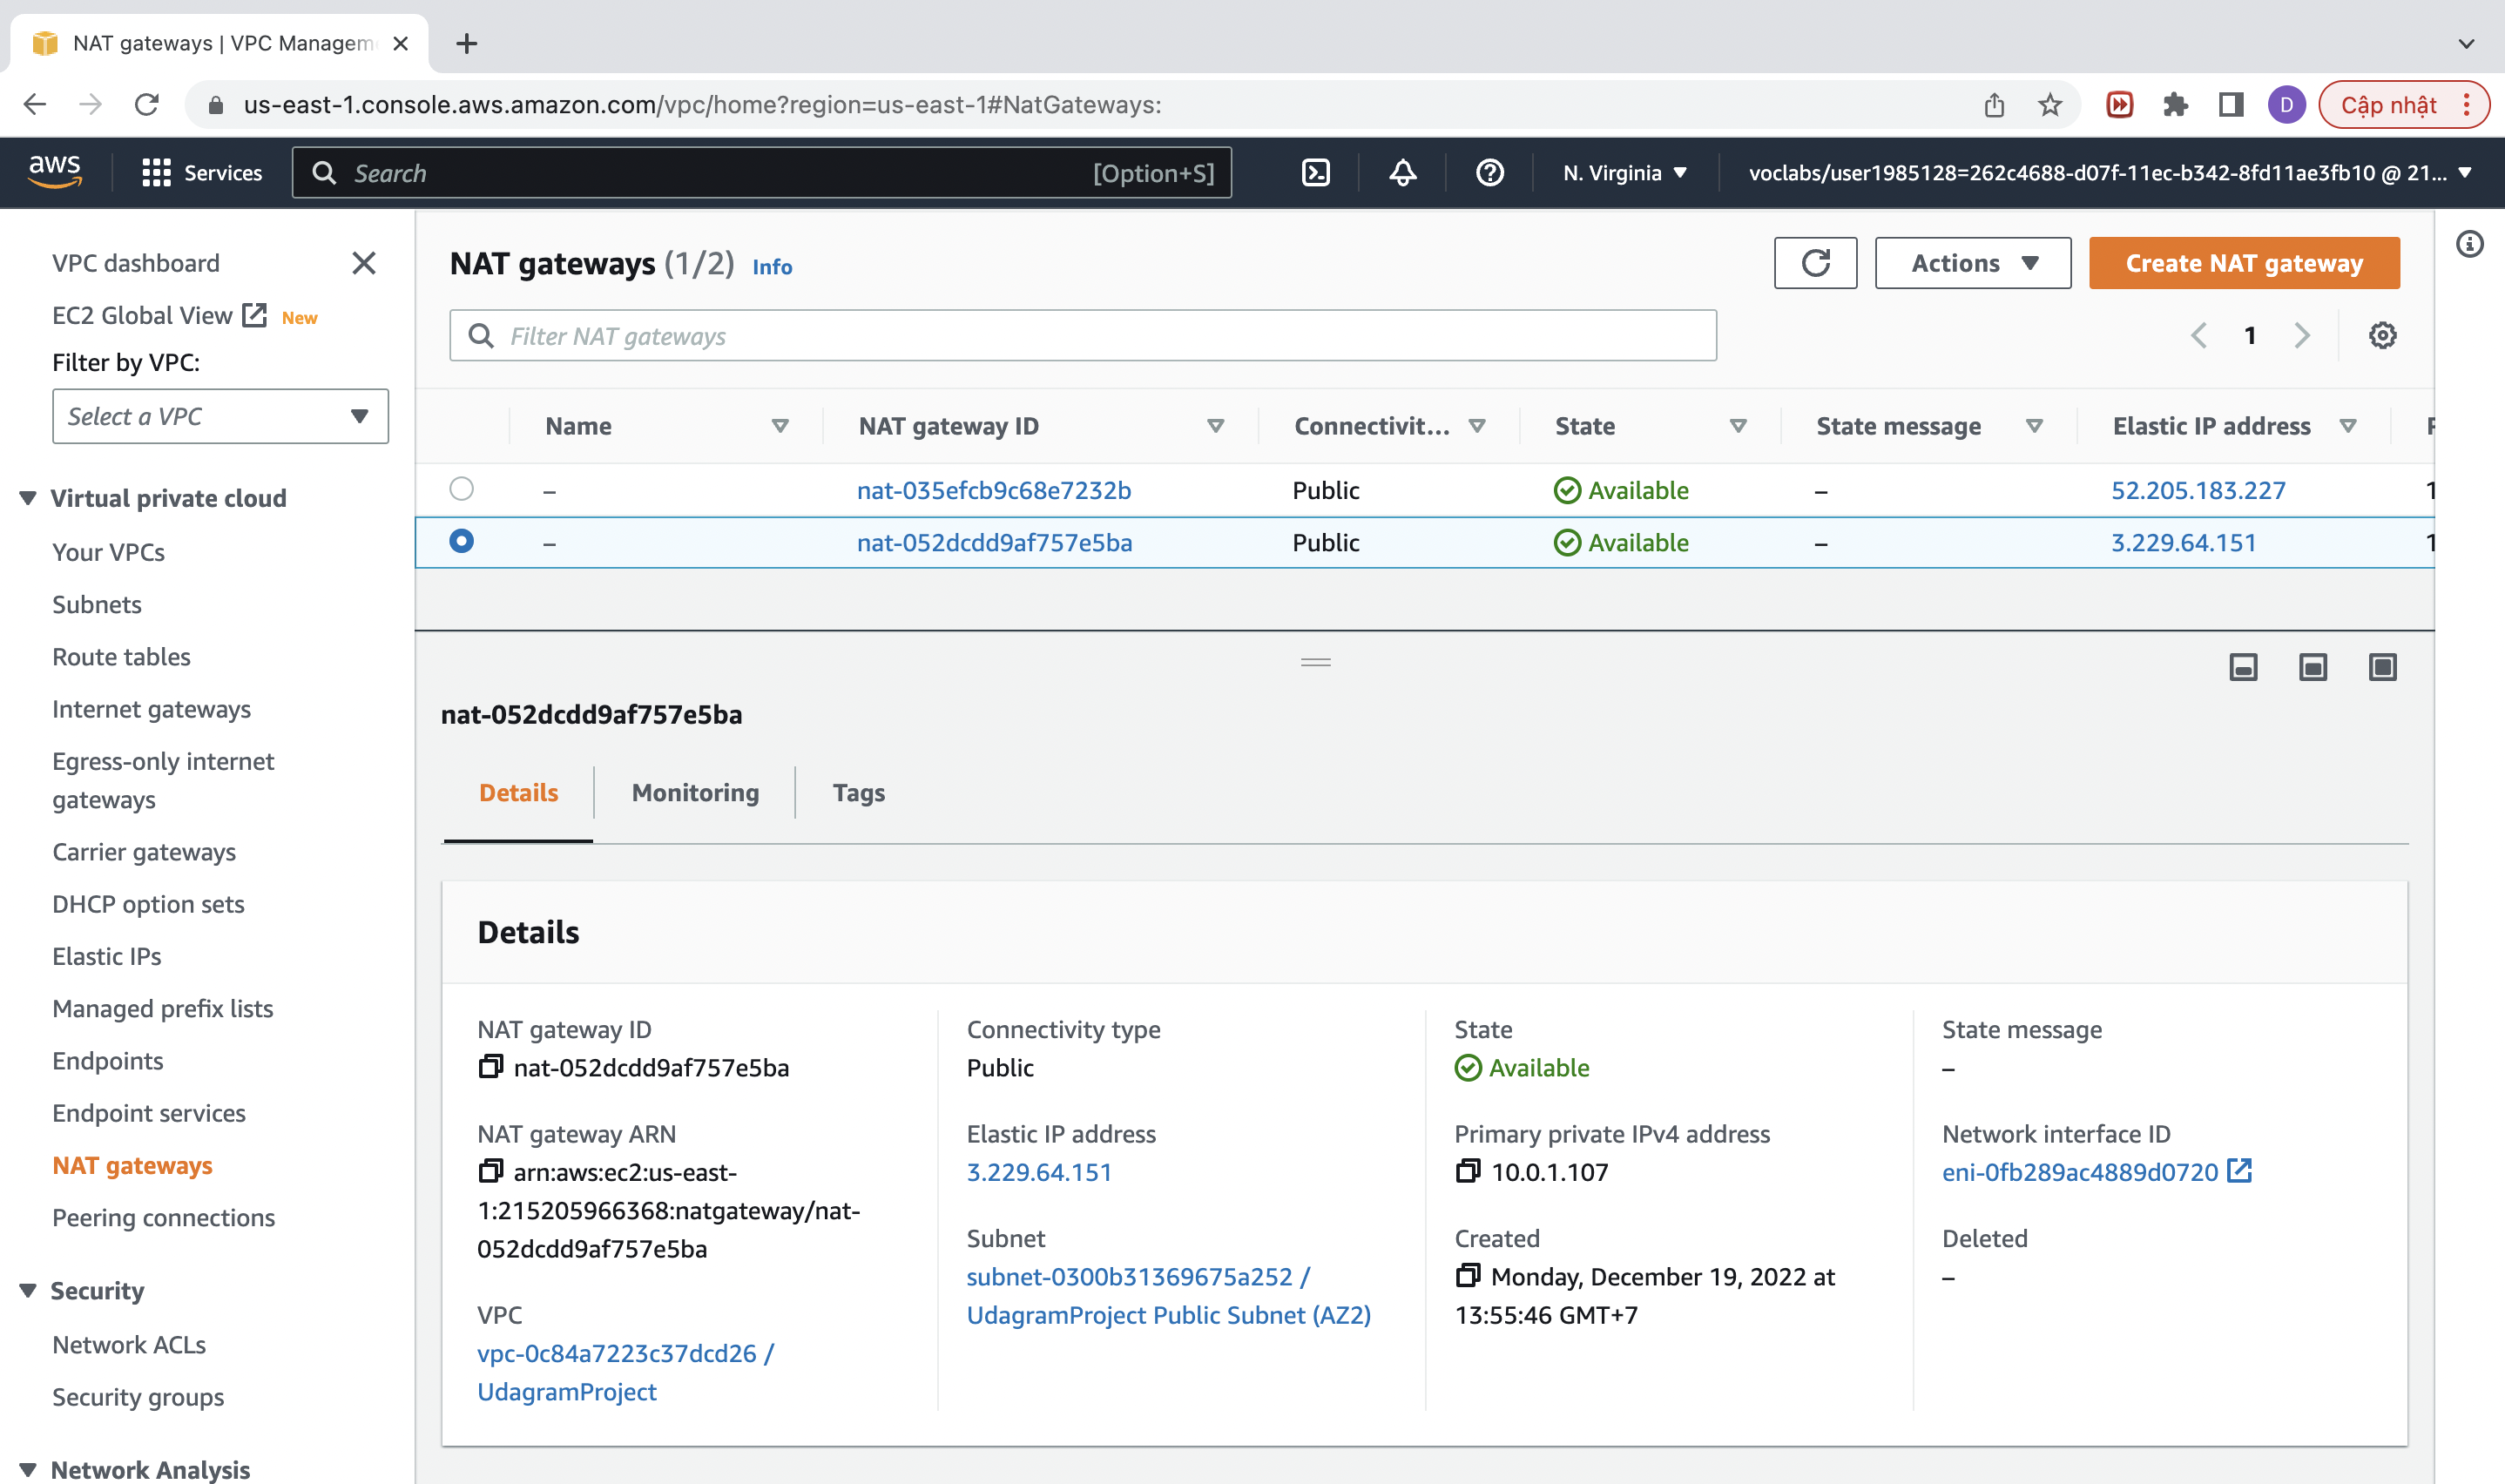 NAT gateways | VPC Managem
us-east-1.console.aws.amazon.com/vpc/home?region=us-east-1#NatGateways:
D
Cập nhật
aws
Services
Search
[Option+S]
N. Virginia
voclabs/user1985128=262c4688-d07f-11ec-b342-8fd11ae3fb10 @ 21...
VPC dashboard
EC2 Global View New
Filter by VPC:
Select a VPC
Virtual private cloud
Your VPCs
Subnets
Route tables
Internet gateways
Egress-only internet
gateways
Carrier gateways
DHCP option sets
Elastic IPs
Managed prefix lists
Endpoints
Endpoint services
NAT gateways
Peering connections
Security
Network ACLs
Security groups
Network Analysis
NAT gateways (1/2) Info
Actions
Create NAT gateway
Filter NAT gateways
1
Name NAT gateway ID Connectivit... State State message Elastic IP address
– nat-035efcb9c68e7232b Public Available – 52.205.183.227 1
– nat-052dcdd9af757e5ba Public Available – 3.229.64.151 1
nat-052dcdd9af757e5ba
Details Monitoring Tags
Details
NAT gateway ID
nat-052dcdd9af757e5ba
NAT gateway ARN
arn:aws:ec2:us-east-
1:215205966368:natgateway/nat-
052dcdd9af757e5ba
VPC
vpc-0c84a7223c37dcd26 /
UdagramProject
Connectivity type
Public
Elastic IP address
3.229.64.151
Subnet
subnet-0300b31369675a252 /
UdagramProject Public Subnet (AZ2)
State
Available
Primary private IPv4 address
10.0.1.107
Created
Monday, December 19, 2022 at
13:55:46 GMT+7
State message
–
Network interface ID
eni-0fb289ac4889d0720
Deleted
–